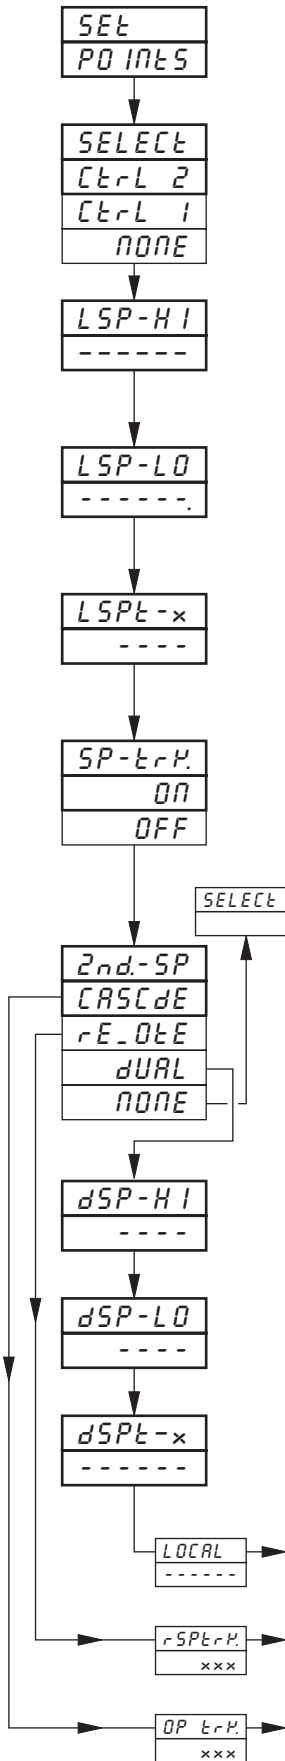 SEt
POINtS
SELECt
CtrL 2
CtrL 1
NONE
LSP-HI
------
LSP-LO
------.
LSPt-x
----
SP-trK.
ON
OFF
SELECt
2nd.-SP
CASCdE
rE_OtE
dUAL
NONE
dSP-HI
----
dSP-LO
----
dSPt-x
------
LOCAL
------
rSPtrK.
xxx
OP trK.
xxx